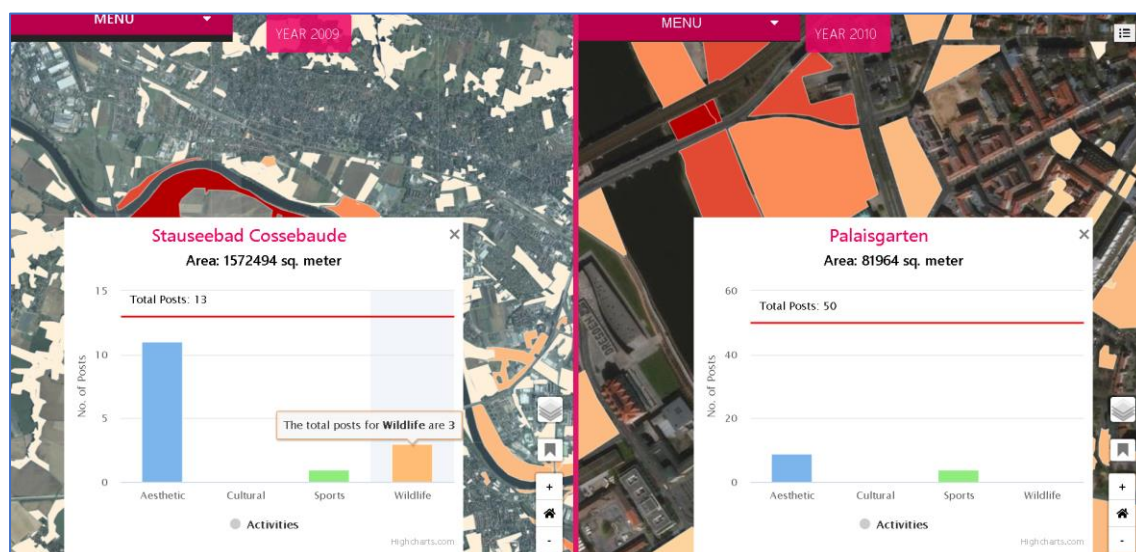 MENU
YEAR 2009
Stauseebad Cossebaude
×
Area: 1572494 sq. meter
15
Total Posts: 13
10
No. of Posts
5
The total posts for Wildlife are 3
0
Aesthetic Cultural Sports Wildlife
Activities
Highcharts.com
+
-
MENU
YEAR 2010
Palaisgarten
×
Area: 81964 sq. meter
60
Total Posts: 50
40
No. of Posts
20
0
Aesthetic Cultural Sports Wildlife
Activities
Highcharts.com
+
-
DRESDEN